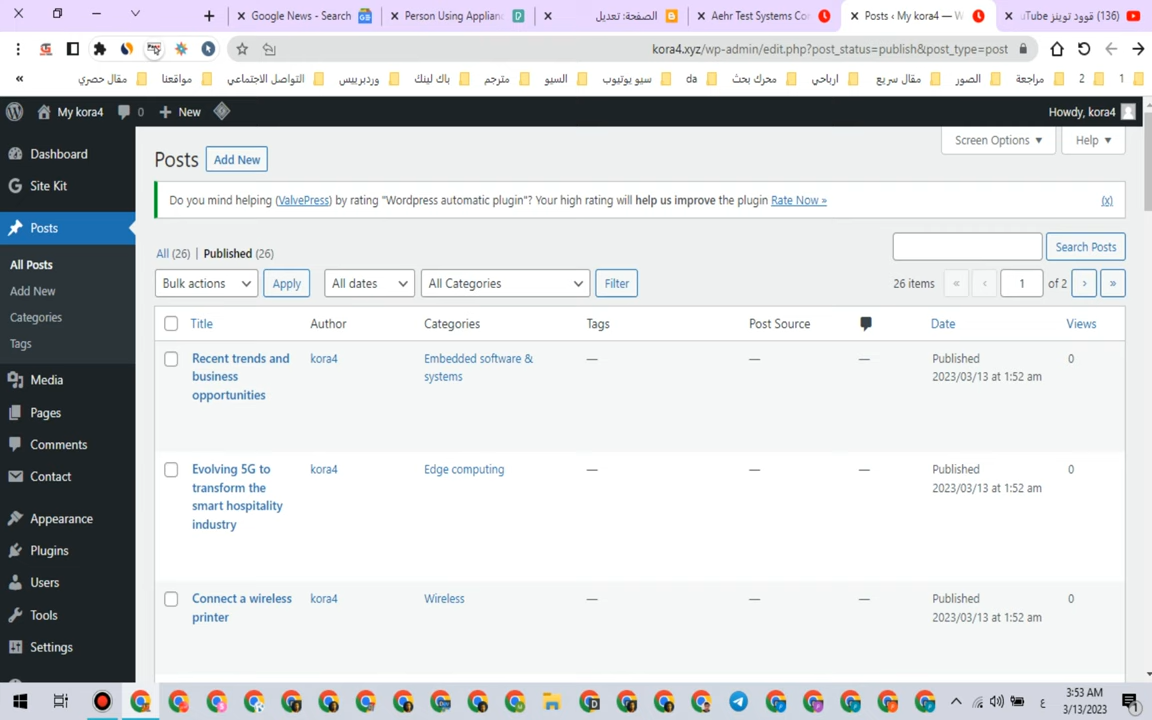 Google News - Search
Person Using Applianc
الصفحة: تعديل
Aehr Test Systems Co
Posts ‹ My kora4 — W
(136) قوود توينز uTube
kora4.xyz/wp-admin/edit.php?post_status=publish&post_type=post
«
مقال حصري
مواقعنا
التواصل الاجتماعي
وردبريبس
باك لينك
مترجم
السيو
سيو يوتيوب
da
محرك بحث
ارباحي
مقال سريع
الصور
مراجعة
2
1
My kora4
0
New
Howdy, kora4
Screen Options
Help
Dashboard
Site Kit
Posts
All Posts
Add New
Categories
Tags
Media
Pages
Comments
Contact
Appearance
Plugins
Users
Tools
Settings
Posts
Add New
Do you mind helping (ValvePress) by rating "Wordpress automatic plugin"? Your high rating will help us improve the plugin Rate Now »
(x)
All (26) | Published (26)
Search Posts
Bulk actions
Apply
All dates
All Categories
Filter
26 items « ‹ 1 of 2 › »
Title Author Categories Tags Post Source Date Views
Recent trends and
business
opportunities
kora4
Embedded software &
systems
— — —
Published
2023/03/13 at 1:52 am
0
Evolving 5G to
transform the
smart hospitality
industry
kora4
Edge computing
— — —
Published
2023/03/13 at 1:52 am
0
Connect a wireless
printer
kora4
Wireless
— — —
Published
2023/03/13 at 1:52 am
0
ع
3:53 AM
3/13/2023